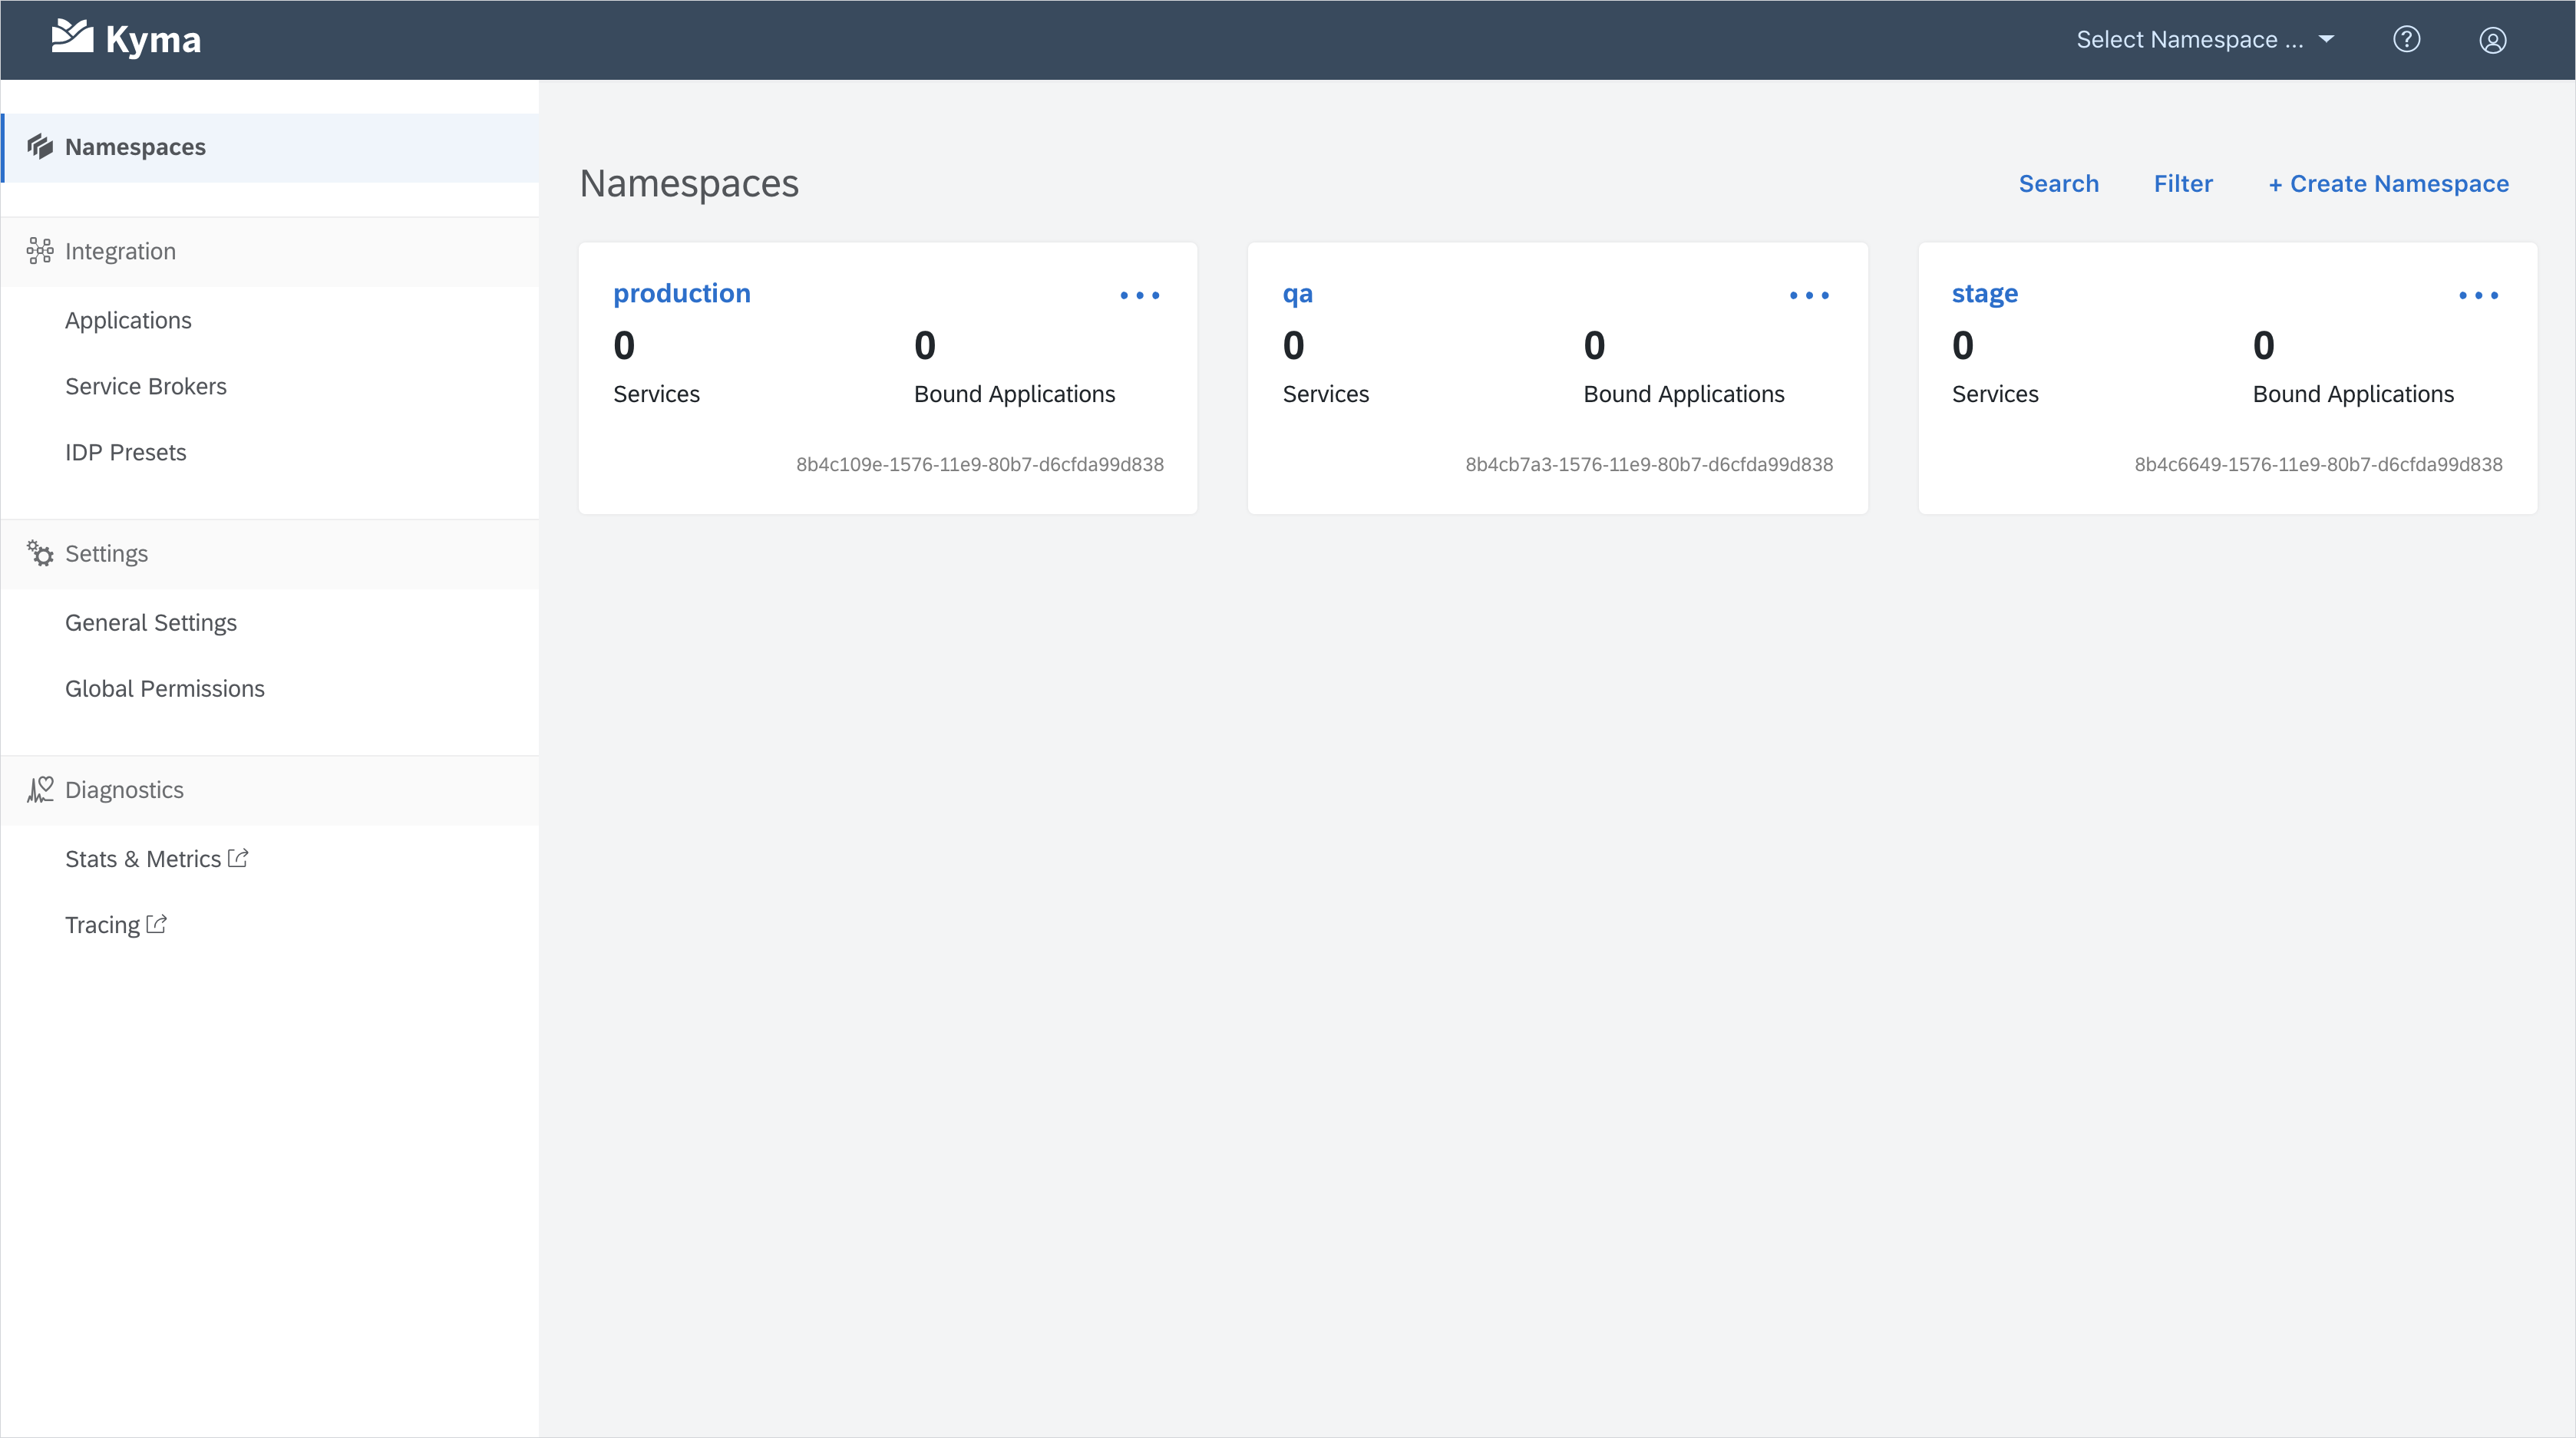 Kyma
Select Namespace ...
Namespaces
Integration
Applications
Service Brokers
IDP Presets
Settings
General Settings
Global Permissions
Diagnostics
Stats & Metrics
Tracing
Namespaces
Search Filter + Create Namespace
production
0 0
Services Bound Applications
8b4c109e-1576-11e9-80b7-d6cfda99d838
qa
0 0
Services Bound Applications
8b4cb7a3-1576-11e9-80b7-d6cfda99d838
stage
0 0
Services Bound Applications
8b4c6649-1576-11e9-80b7-d6cfda99d838